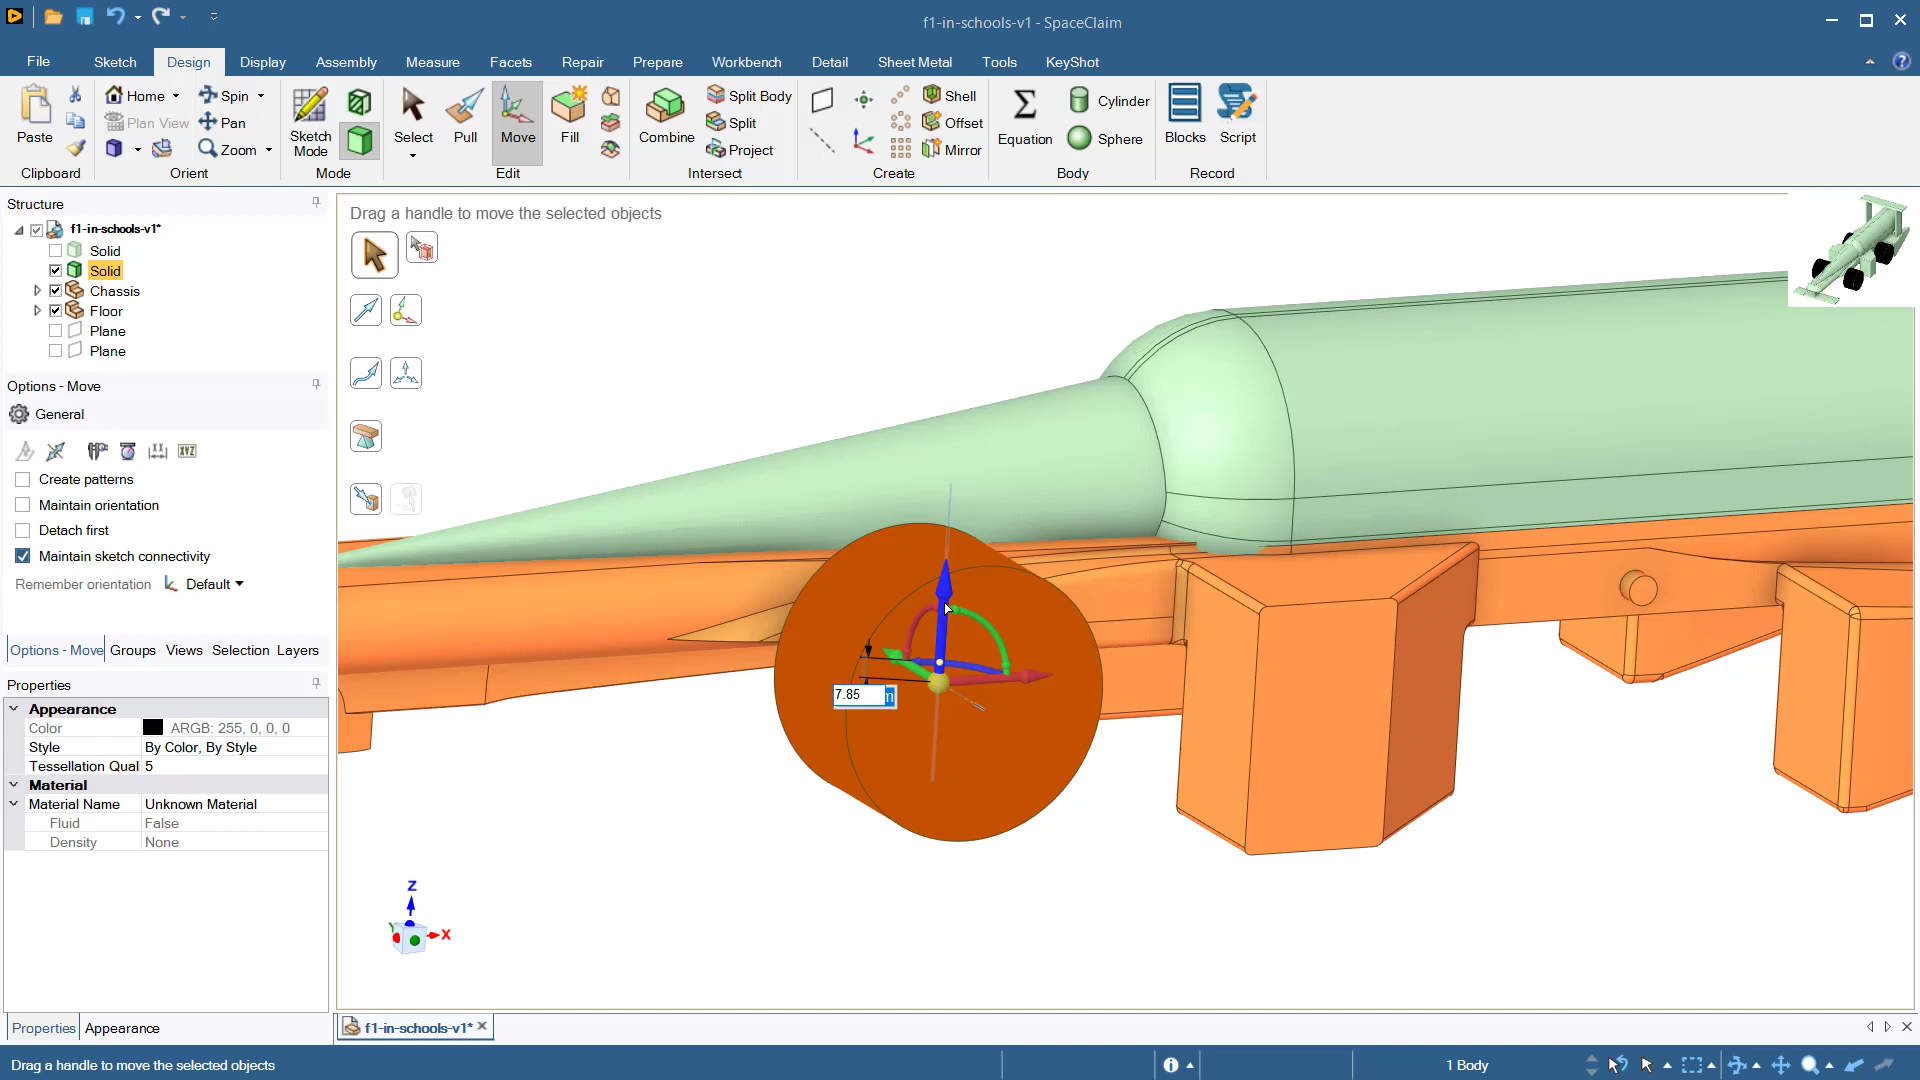 f1-in-schools-v1 - SpaceClaim
File Sketch Design Display Assembly Measure Facets Repair Prepare Workbench Detail Sheet Metal Tools KeyShot
Paste
Clipboard
Home
Plan View
Spin
Pan
Zoom
Orient
Sketch Mode
Mode
Select
Pull
Move
Fill
Edit
Combine
Split Body
Split
Project
Intersect
Shell
Offset
Mirror
Create
Equation
Cylinder
Sphere
Body
Blocks
Script
Record
Structure
f1-in-schools-v1*
Solid
Solid
Chassis
Floor
Plane
Plane
Options - Move
General
XYZ
Create patterns
Maintain orientation
Detach first
Maintain sketch connectivity
Remember orientation Default
Options - Move Groups Views Selection Layers
Properties
Appearance
Color ARGB: 255, 0, 0, 0
Style By Color, By Style
Tessellation Qual 5
Material
Material Name Unknown Material
Fluid False
Density None
Properties Appearance
Drag a handle to move the selected objects
7.85
Z
Y
X
f1-in-schools-v1*
Drag a handle to move the selected objects
1 Body